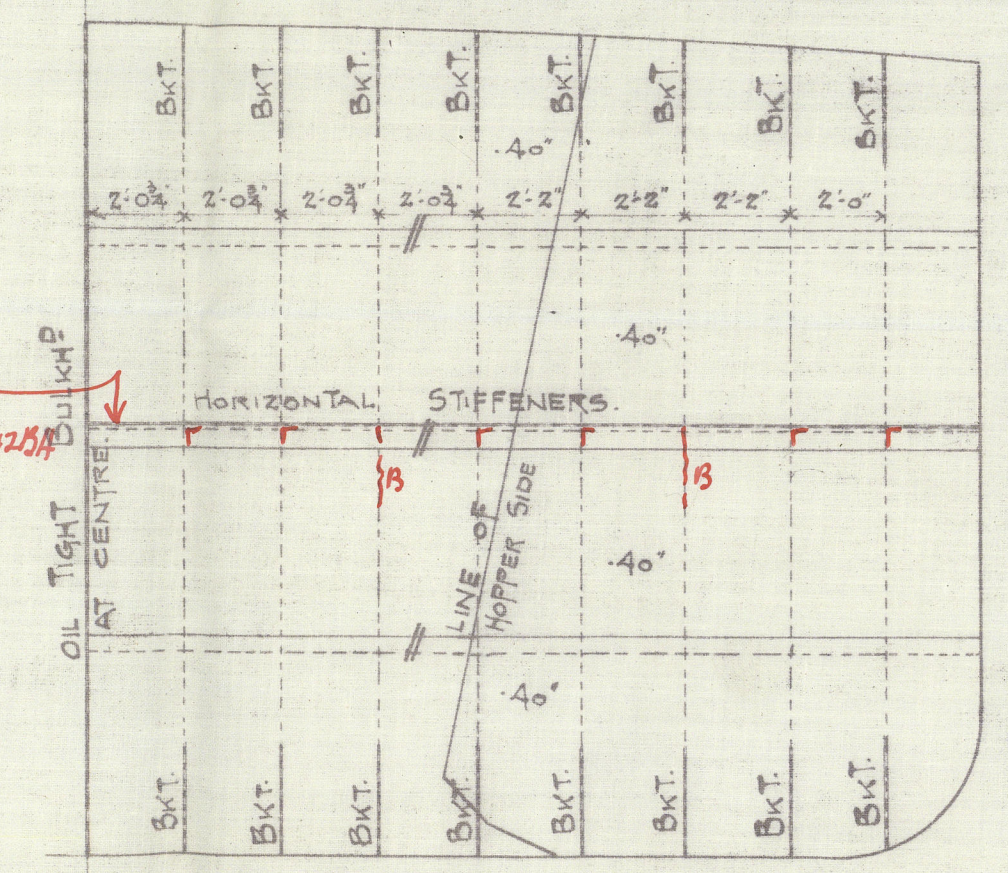 BKT. BKT. BKT. BKT. BKT. BKT. BKT. BKT.
.40"
2'-0¾" 2'-0¾" 2'-0¾" 2'-0¾" 2'-2" 2'-2" 2'-2" 2'-0"
.40"
HORIZONTAL STIFFENERS.
B B
OIL TIGHT BULKHD
AT CENTRE.
LINE OF
HOPPER SIDE
.40"
.40"
BKT. BKT. BKT. BKT. BKT. BKT. BKT. BKT.